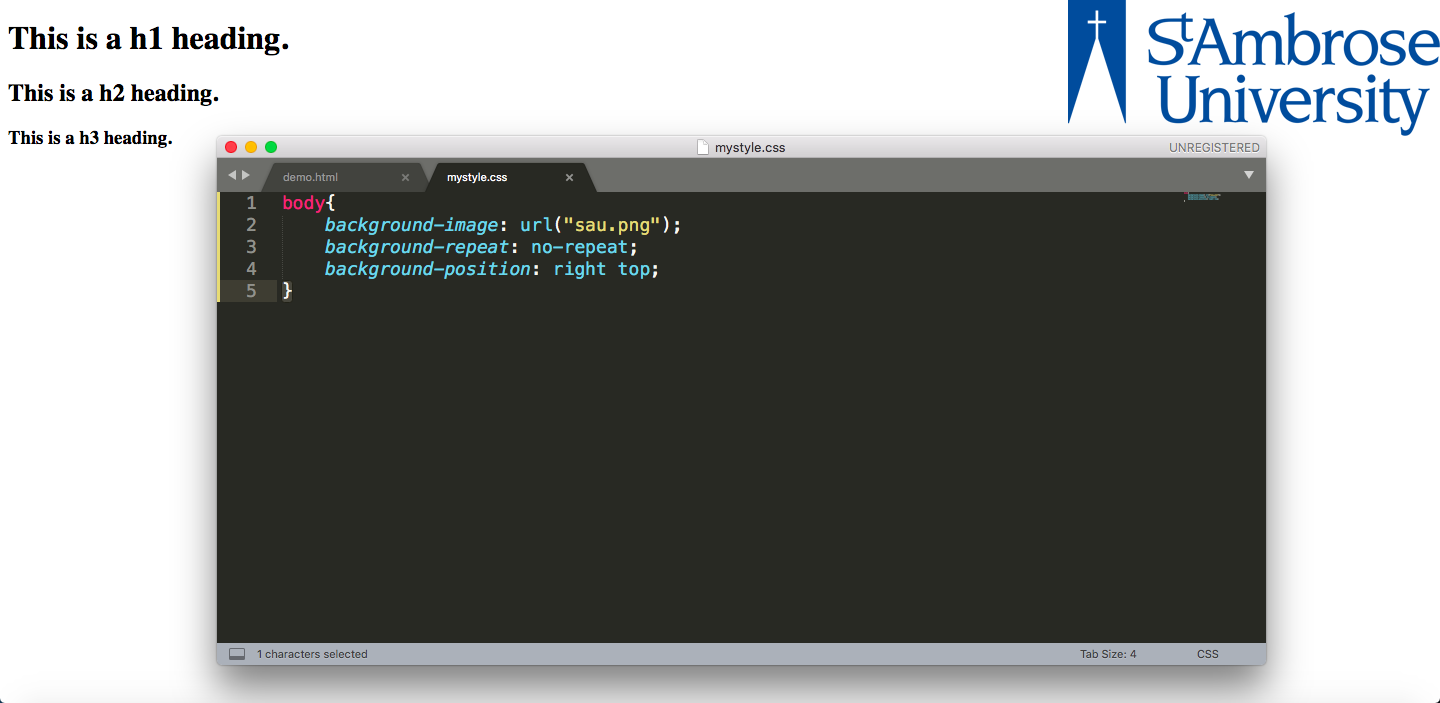 This is a h1 heading.
This is a h2 heading.
This is a h3 heading.
St Ambrose
University
mystyle.css
UNREGISTERED
demo.html
mystyle.css
1 body{
2 background-image: url("sau.png");
3 background-repeat: no-repeat;
4 background-position: right top;
5 }
1 characters selected
Tab Size: 4
CSS